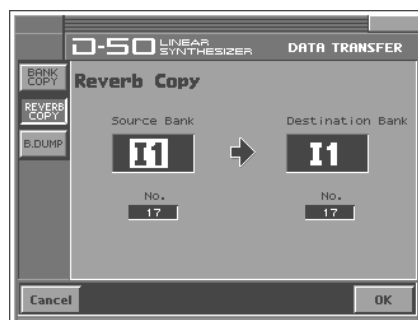 D-50 LINEAR SYNTHESIZER DATA TRANSFER
BANK COPY
REVERB COPY
B.DUMP
Reverb Copy
Source Bank
Destination Bank
I1
I1
No.
No.
17
17
Cancel
OK